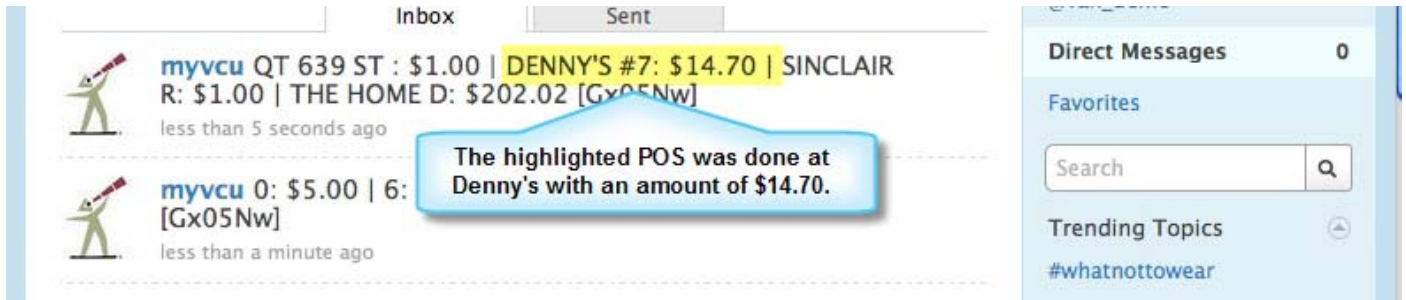 Inbox
Sent
myvcu QT 639 ST : $1.00 | DENNY'S #7: $14.70 | SINCLAIR
R: $1.00 | THE HOME D: $202.02 [Gx05Nw]
less than 5 seconds ago
The highlighted POS was done at
Denny's with an amount of $14.70.
myvcu 0: $5.00 | 6:
[Gx05Nw]
less than a minute ago
Direct Messages 0
Favorites
Search
Trending Topics
#whatnottowear